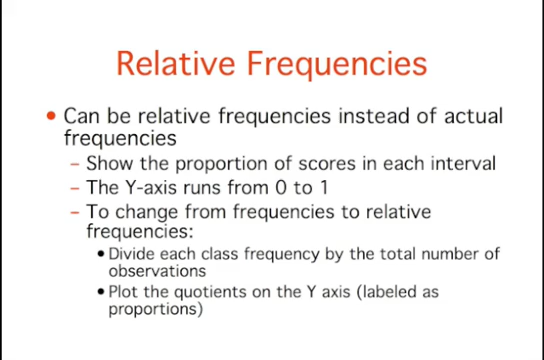 Relative Frequencies
• Can be relative frequencies instead of actual
frequencies
– Show the proportion of scores in each interval
– The Y-axis runs from 0 to 1
– To change from frequencies to relative
frequencies:
• Divide each class frequency by the total number of
observations
• Plot the quotients on the Y axis (labeled as
proportions)